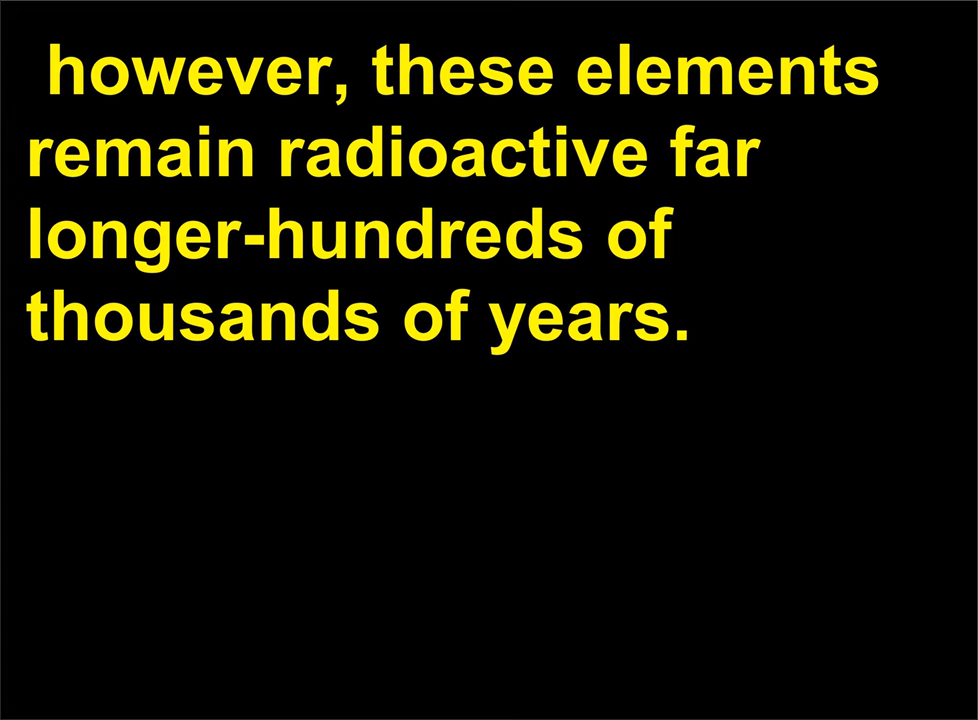 however, these elements
remain radioactive far
longer-hundreds of
thousands of years.